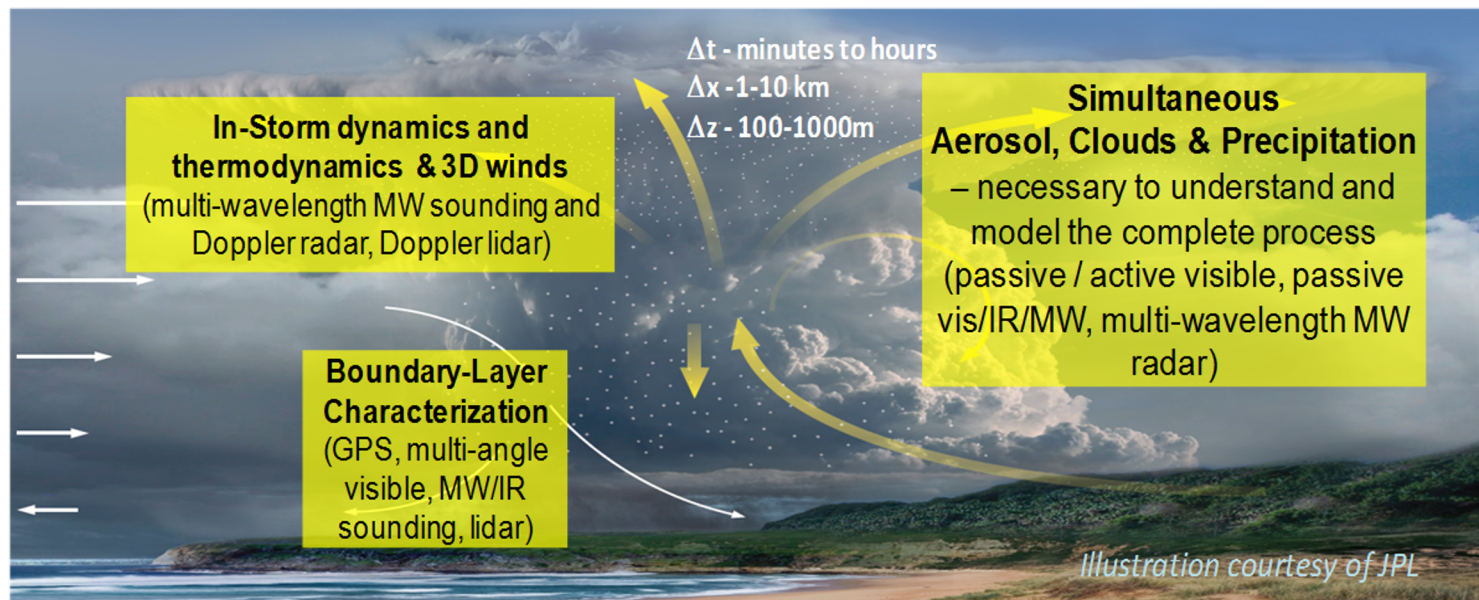 Δt - minutes to hours
Δx -1-10 km
Δz - 100-1000m
In-Storm dynamics and
thermodynamics & 3D winds
(multi-wavelength MW sounding and
Doppler radar, Doppler lidar)
Simultaneous
Aerosol, Clouds & Precipitation
– necessary to understand and
model the complete process
(passive / active visible, passive
vis/IR/MW, multi-wavelength MW
radar)
Boundary-Layer
Characterization
(GPS, multi-angle
visible, MW/IR
sounding, lidar)
Illustration courtesy of JPL